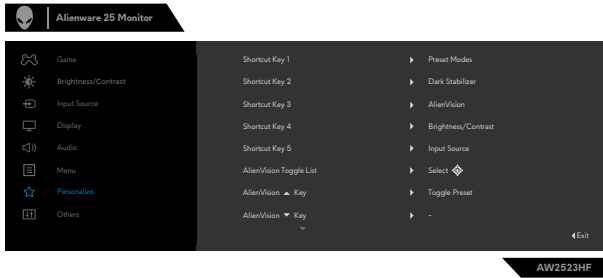 Alienware 25 Monitor
Game
Brightness/Contrast
Input Source
Display
Audio
Menu
Personalize
Others
Shortcut Key 1 Preset Modes
Shortcut Key 2 Dark Stabilizer
Shortcut Key 3 AlienVision
Shortcut Key 4 Brightness/Contrast
Shortcut Key 5 Input Source
AlienVision Toggle List Select
AlienVision ▲ Key Toggle Preset
AlienVision ▼ Key -
Exit
AW2523HF